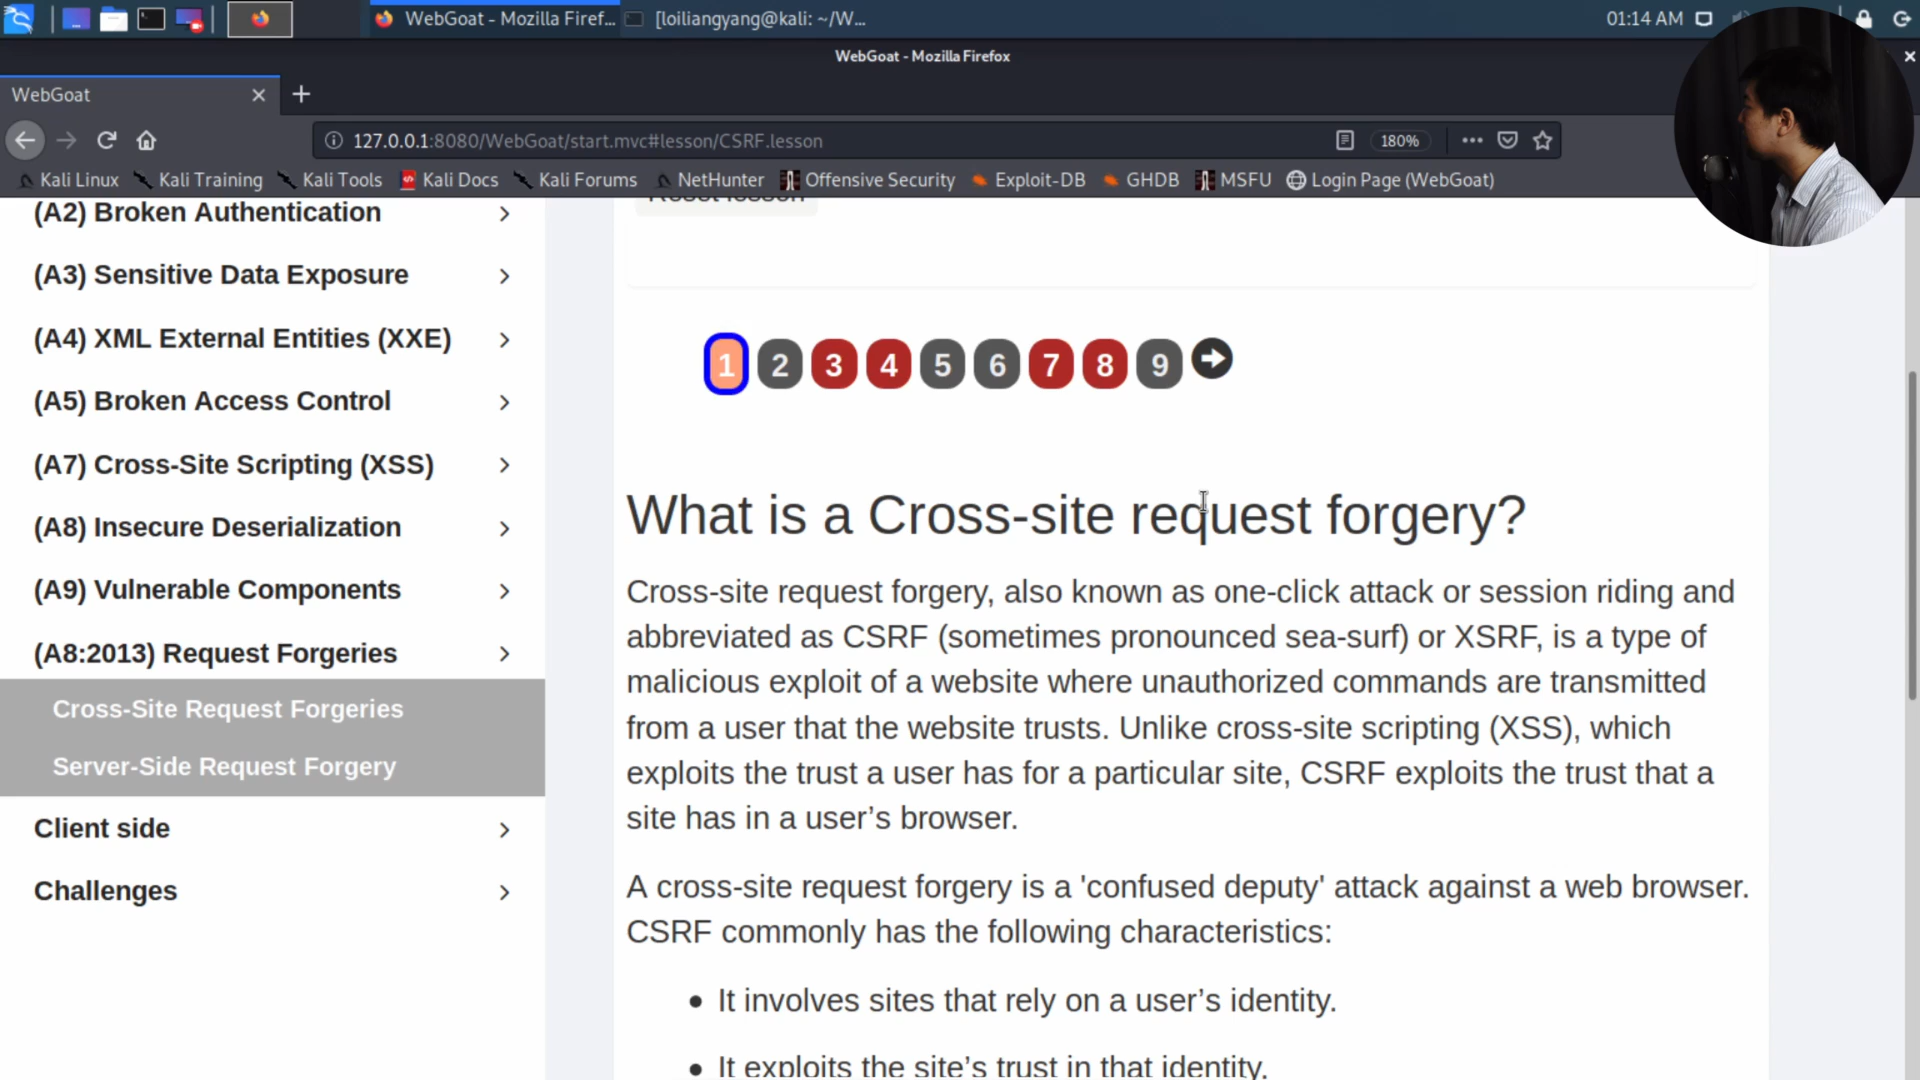 WebGoat - Mozilla Firef...
[loiliangyang@kali: ~/W...
01:14 AM
WebGoat - Mozilla Firefox
WebGoat
127.0.0.1:8080/WebGoat/start.mvc#lesson/CSRF.lesson
180%
Kali Linux
Kali Training
Kali Tools
Kali Docs
Kali Forums
NetHunter
Offensive Security
Exploit-DB
GHDB
MSFU
Login Page (WebGoat)
Reset lesson
(A2) Broken Authentication
(A3) Sensitive Data Exposure
(A4) XML External Entities (XXE)
(A5) Broken Access Control
(A7) Cross-Site Scripting (XSS)
(A8) Insecure Deserialization
(A9) Vulnerable Components
(A8:2013) Request Forgeries
Cross-Site Request Forgeries
Server-Side Request Forgery
Client side
Challenges
1 2 3 4 5 6 7 8 9
What is a Cross-site request forgery?
Cross-site request forgery, also known as one-click attack or session riding and
abbreviated as CSRF (sometimes pronounced sea-surf) or XSRF, is a type of
malicious exploit of a website where unauthorized commands are transmitted
from a user that the website trusts. Unlike cross-site scripting (XSS), which
exploits the trust a user has for a particular site, CSRF exploits the trust that a
site has in a user’s browser.
A cross-site request forgery is a 'confused deputy' attack against a web browser.
CSRF commonly has the following characteristics:
• It involves sites that rely on a user’s identity.
• It exploits the site’s trust in that identity.